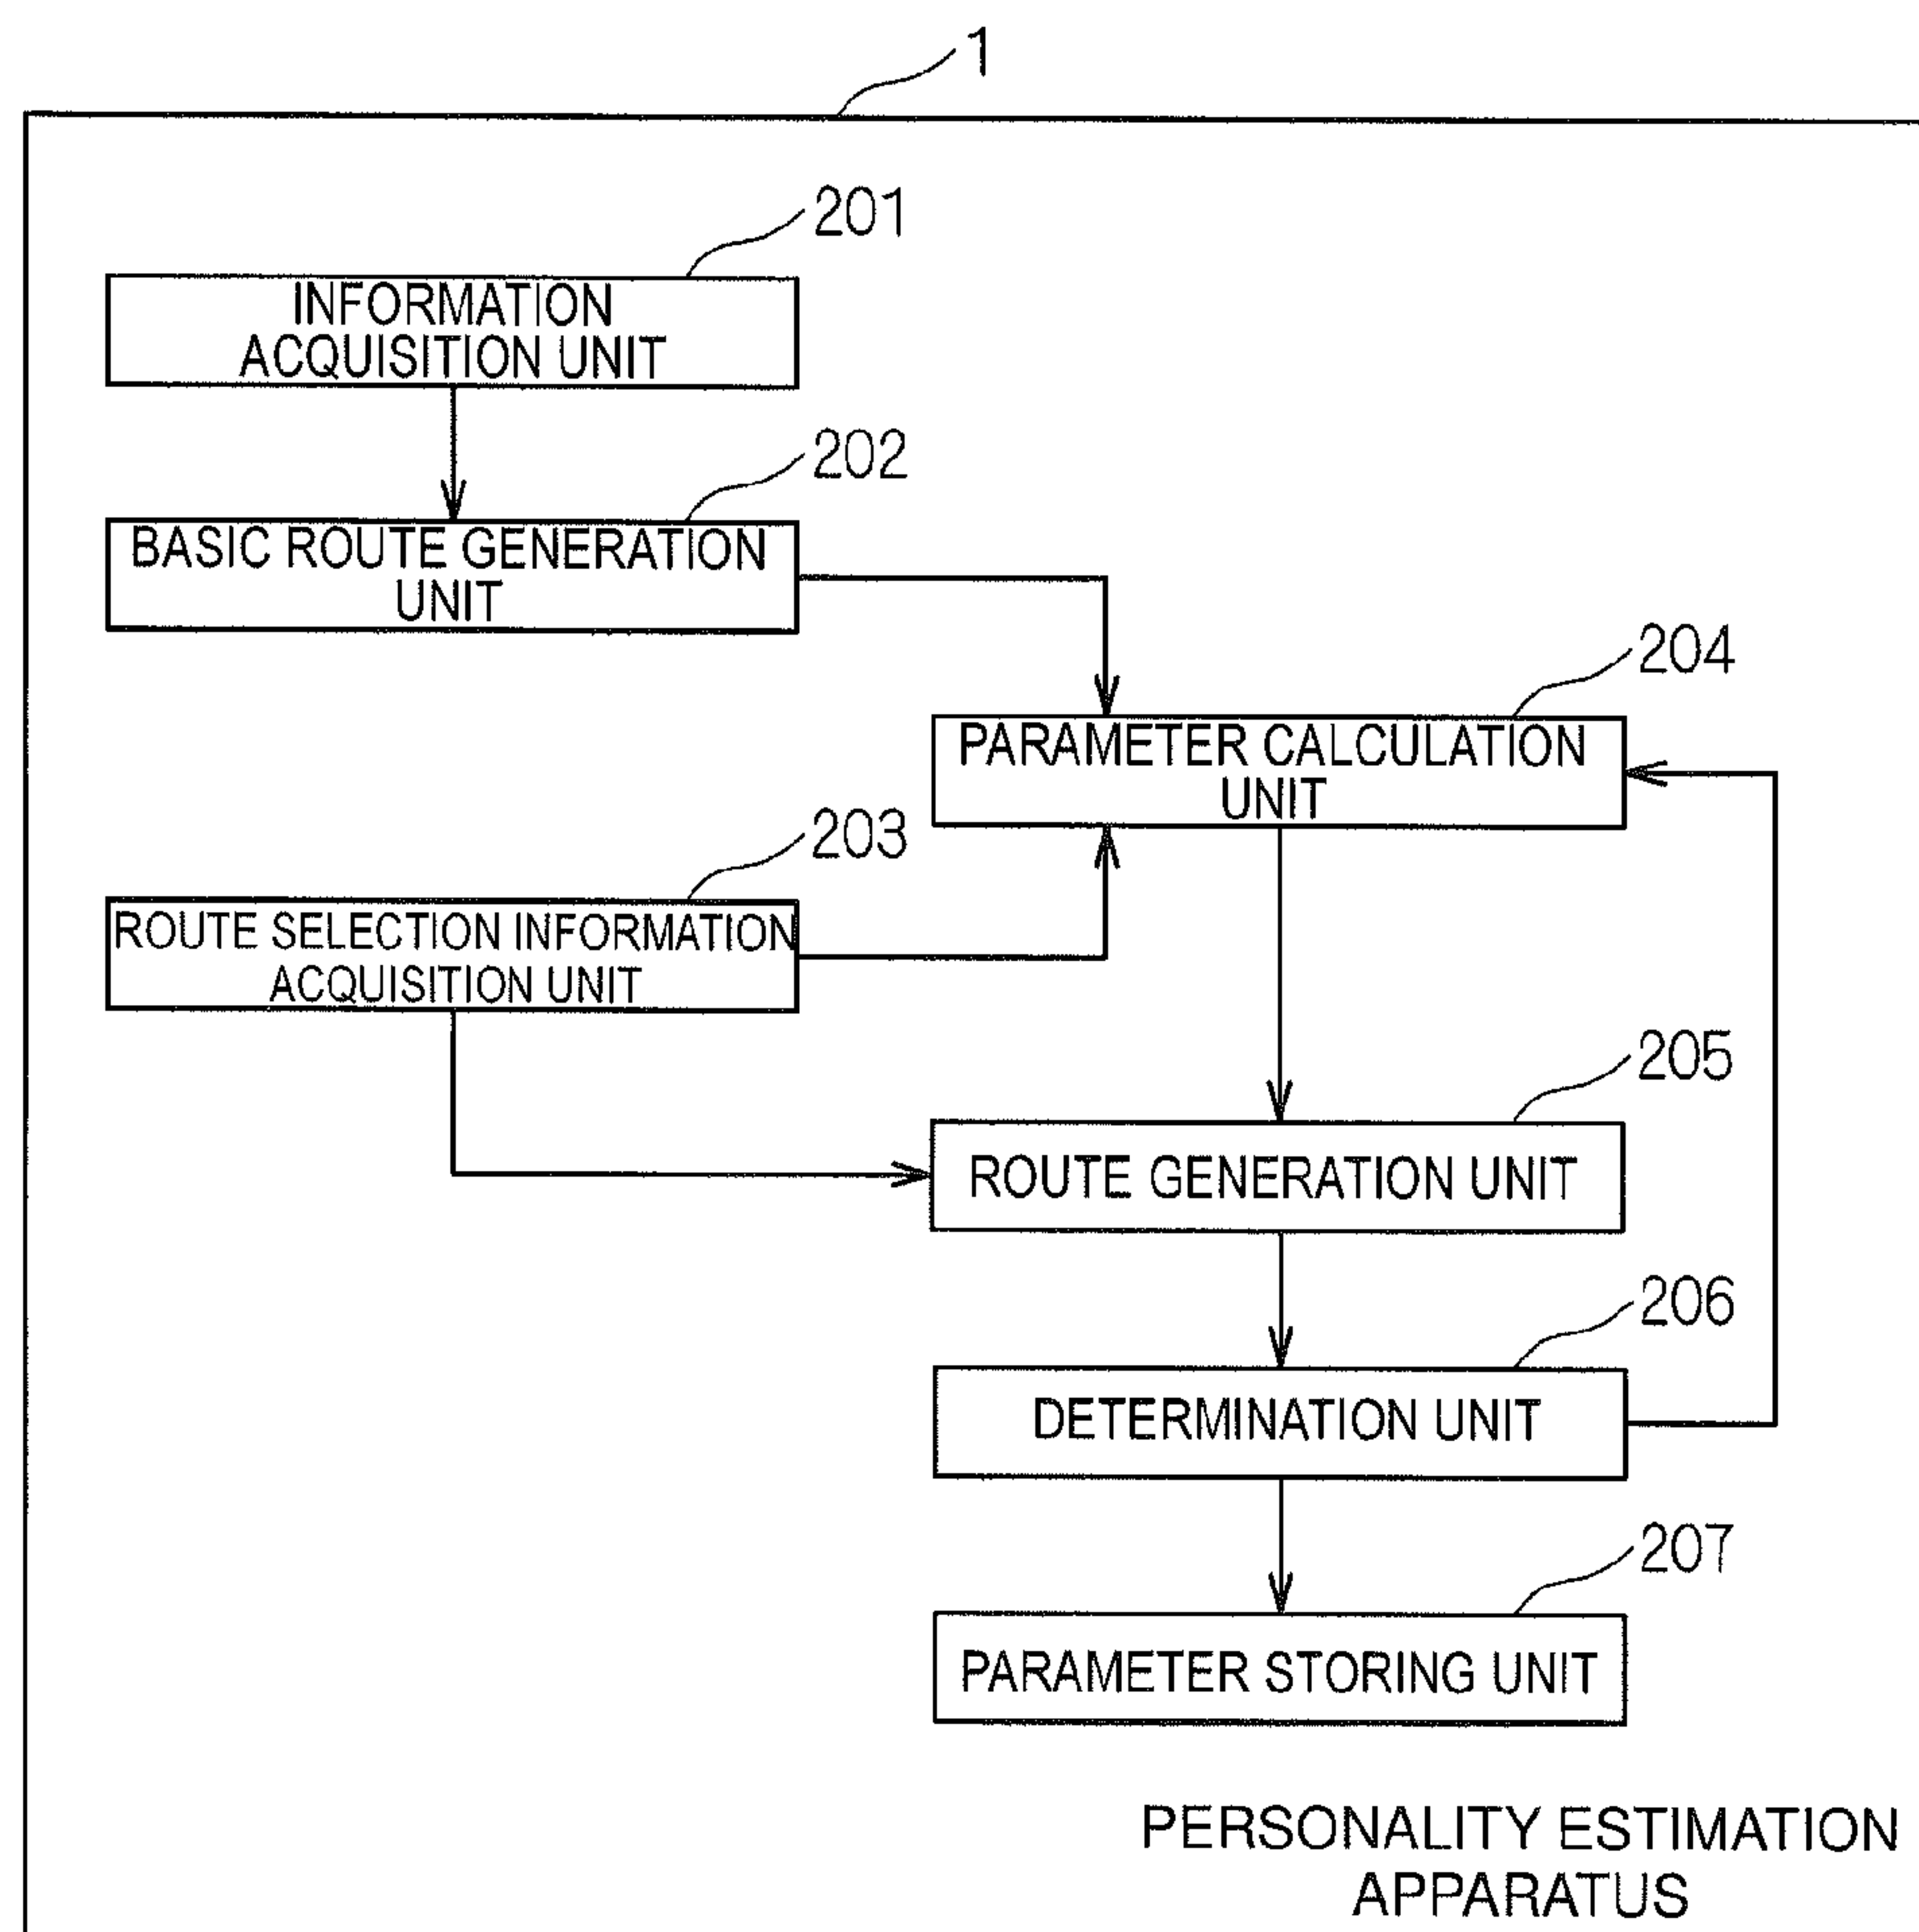 1
201
INFORMATION
ACQUISITION UNIT
202
BASIC ROUTE GENERATION
UNIT
204
PARAMETER CALCULATION
UNIT
203
ROUTE SELECTION INFORMATION
ACQUISITION UNIT
205
ROUTE GENERATION UNIT
206
DETERMINATION UNIT
207
PARAMETER STORING UNIT
PERSONALITY ESTIMATION
APPARATUS